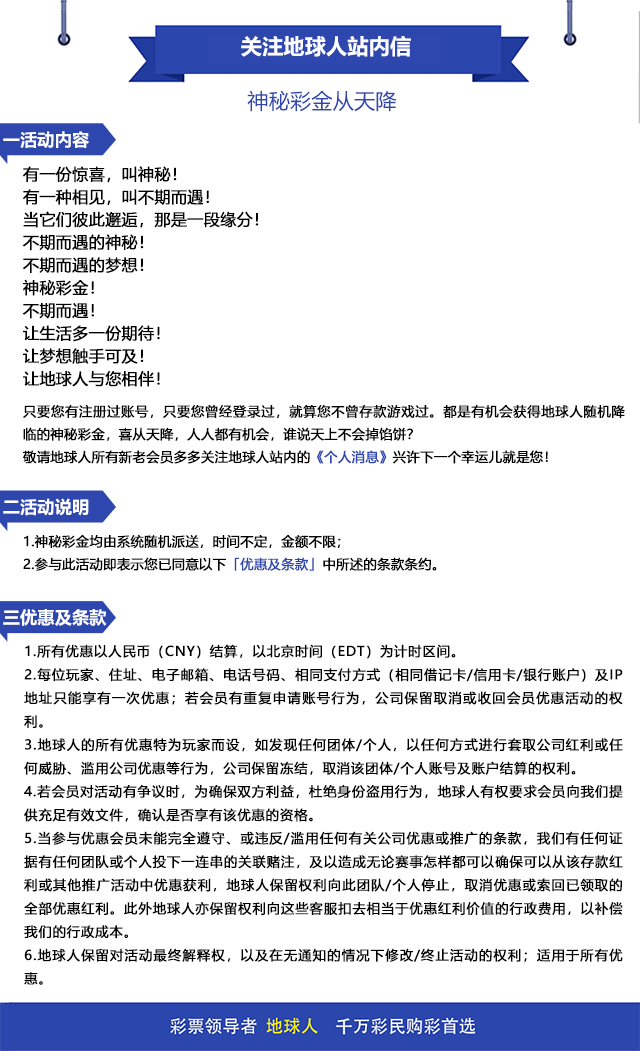 关注地球人站内信
神秘彩金从天降
一活动内容
有一份惊喜，叫神秘！
有一种相见，叫不期而遇！
当它们彼此邂逅，那是一段缘分！
不期而遇的神秘！
不期而遇的梦想！
神秘彩金！
不期而遇！
让生活多一份期待！
让梦想触手可及！
让地球人与您相伴！
只要您有注册过账号，只要您曾经登录过，就算您不曾存款游戏过。都是有机会获得地球人随机降
临的神秘彩金，喜从天降，人人都有机会，谁说天上不会掉馅饼？
敬请地球人所有新老会员多多关注地球人站内的《个人消息》兴许下一个幸运儿就是您！
二活动说明
1.神秘彩金均由系统随机派送，时间不定，金额不限；
2.参与此活动即表示您已同意以下「优惠及条款」中所述的条款条约。
三优惠及条款
1.所有优惠以人民币（CNY）结算，以北京时间（EDT）为计时区间。
2.每位玩家、住址、电子邮箱、电话号码、相同支付方式（相同借记卡/信用卡/银行账户）及IP
地址只能享有一次优惠；若会员有重复申请账号行为，公司保留取消或收回会员优惠活动的权
利。
3.地球人的所有优惠特为玩家而设，如发现任何团体/个人，以任何方式进行套取公司红利或任
何威胁、滥用公司优惠等行为，公司保留冻结，取消该团体/个人账号及账户结算的权利。
4.若会员对活动有争议时，为确保双方利益，杜绝身份盗用行为，地球人有权要求会员向我们提
供充足有效文件，确认是否享有该优惠的资格。
5.当参与优惠会员未能完全遵守、或违反/滥用任何有关公司优惠或推广的条款，我们有任何证
据有任何团队或个人投下一连串的关联赌注，及以造成无论赛事怎样都可以确保可以从该存款红
利或其他推广活动中优惠获利，地球人保留权利向此团队/个人停止，取消优惠或索回已领取的
全部优惠红利。此外地球人亦保留权利向这些客服扣去相当于优惠红利价值的行政费用，以补偿
我们的行政成本。
6.地球人保留对活动最终解释权，以及在无通知的情况下修改/终止活动的权利；适用于所有优
惠。
彩票领导者 地球人 千万彩民购彩首选